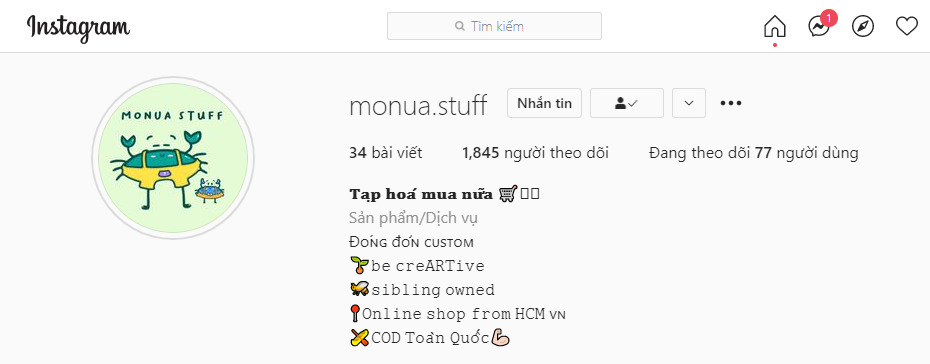 Instagram
Tìm kiếm
1
MONUA STUFF
monua.stuff Nhắn tin
34 bài viết 1,845 người theo dõi Đang theo dõi 77 người dùng
Tạp hoá mua nữa 🛒
Sản phẩm/Dịch vụ
Đóng đơn custom
🌱be creARTive
🐝sibling owned
📍Online shop from HCM VN
COD Toàn Quốc💪🏻